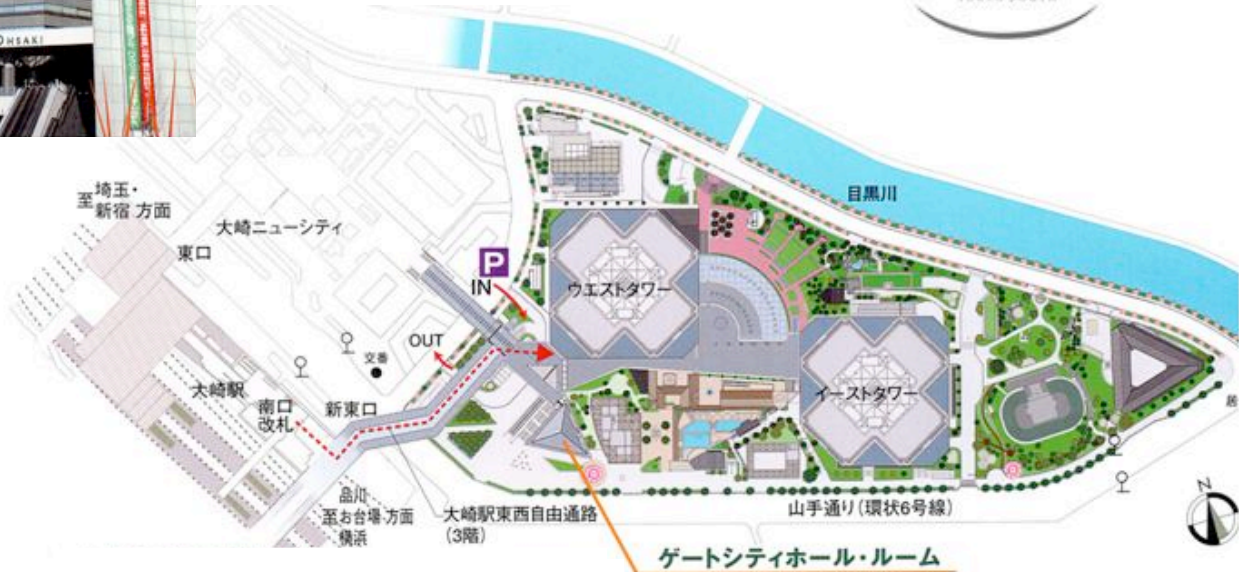 OHSAKI
目黒川
埼玉・
至
新宿 方面
大崎ニューシティ
東口
P
IN
ウエストタワー
OUT
交番
大崎駅
南口
改札
新東口
イーストタワー
居
品川
至お台場・方面
横浜
大崎駅東西自由通路
(3階)
山手通り(環状6号線)
N
ゲートシティホール・ルーム